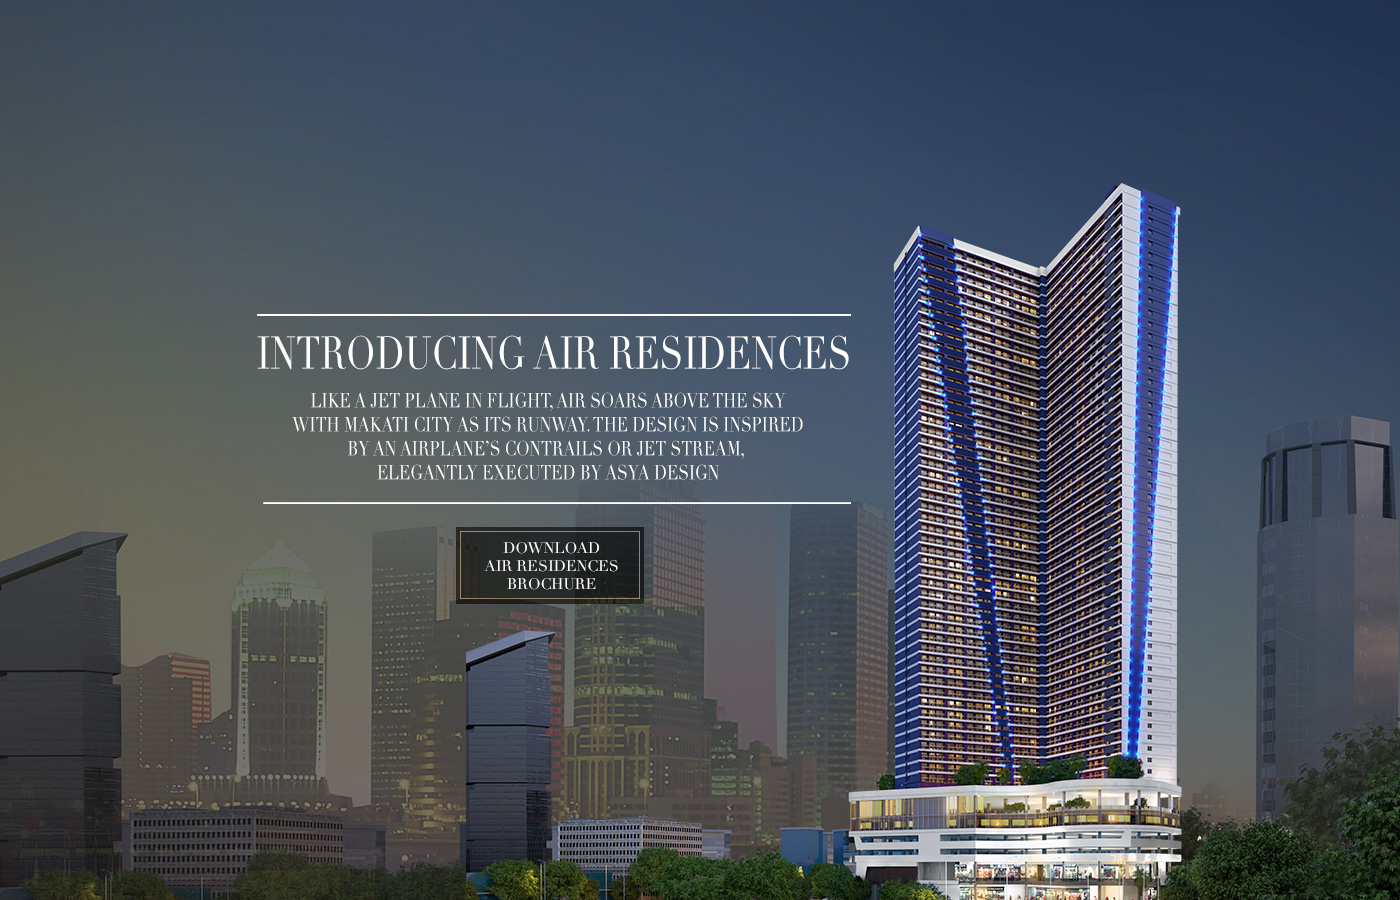 INTRODUCING AIR RESIDENCES
LIKE A JET PLANE IN FLIGHT, AIR SOARS ABOVE THE SKY
WITH MAKATI CITY AS ITS RUNWAY. THE DESIGN IS INSPIRED
BY AN AIRPLANE’S CONTRAILS OR JET STREAM,
ELEGANTLY EXECUTED BY ASYA DESIGN
DOWNLOAD
AIR RESIDENCES
BROCHURE